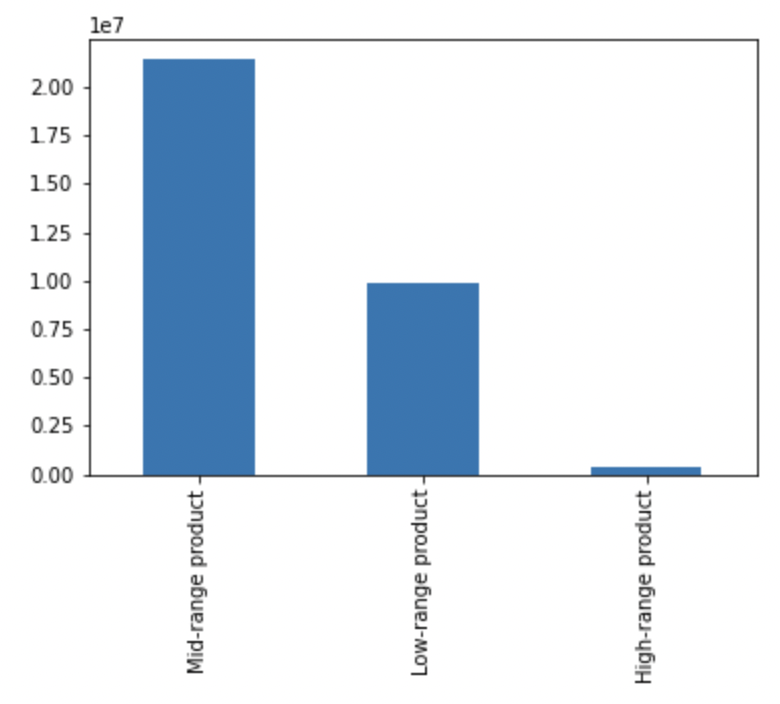 1e7
2.00
1.75
1.50
1.25
1.00
0.75
0.50
0.25
0.00
Mid-range product
Low-range product
High-range product